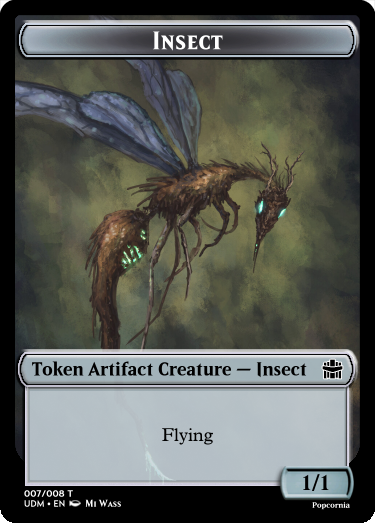 Insect
Token Artifact Creature — Insect
Flying
1/1
007/008 T
UDM • EN Mi Wass
Popcornia